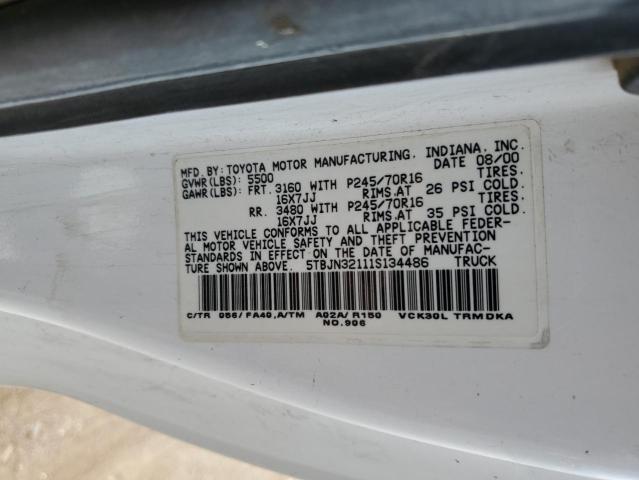 MFD. BY: TOYOTA MOTOR MANUFACTURING, INDIANA, INC.
GVWR(LBS): 5500 DATE 08/00
GAWR(LBS): FRT. 3160 WITH P245/70R16 TIRES.
16X7JJ RIMS.AT 26 PSI COLD.
RR. 3480 WITH P245/70R16 TIRES.
16X7JJ RIMS.AT 35 PSI COLD.
THIS VEHICLE CONFORMS TO ALL APPLICABLE FEDER-
AL MOTOR VEHICLE SAFETY AND THEFT PREVENTION
STANDARDS IN EFFECT ON THE DATE OF MANUFAC-
TURE SHOWN ABOVE. 5TBJN32111S134486 TRUCK
C/TR 056/FA40,A/TM A02A/R150 VCK30L TRMDKA
NO.906